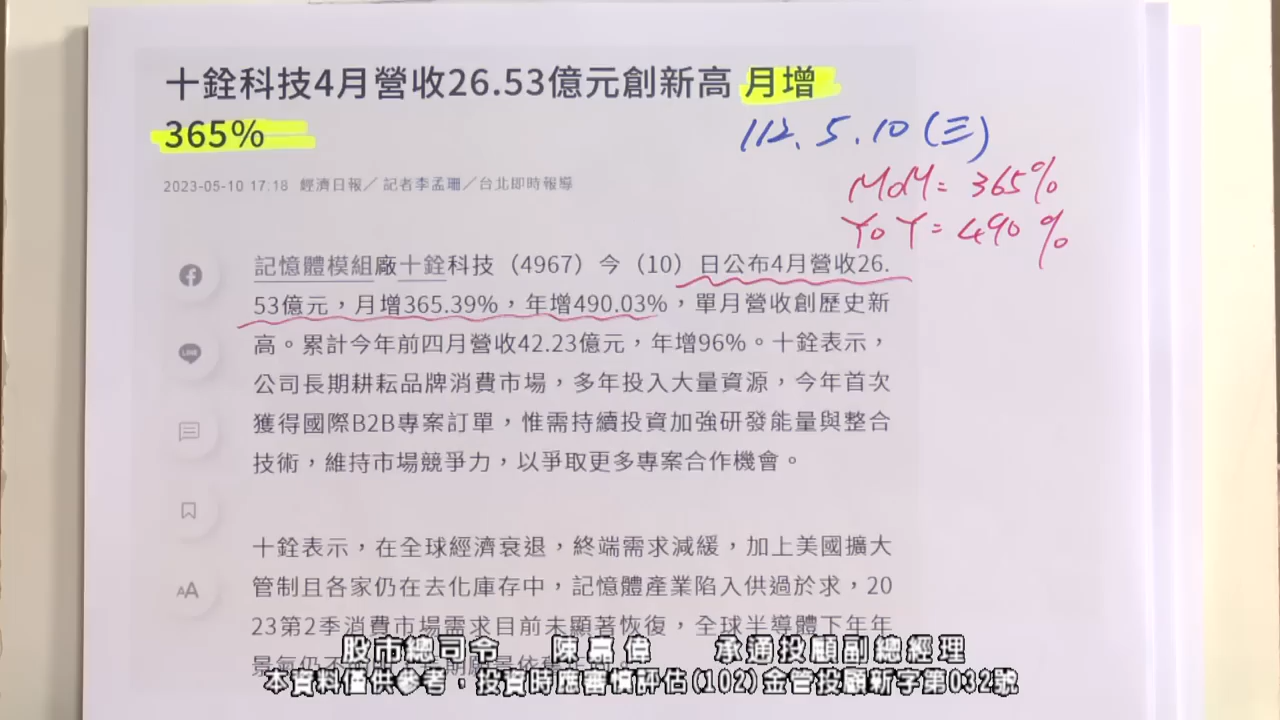 十銓科技4月營收26.53億元創新高 月增
365%
112.5.10(三)
MoM = 365%
YoY = 490%
2023-05-10 17:18 經濟日報／記者李孟珊／台北即時報導
記憶體模組廠十銓科技（4967）今（10）日公布4月營收26.
53億元，月增365.39%，年增490.03%，單月營收創歷史新
高。累計今年前四月營收42.23億元，年增96%。十銓表示，
公司長期耕耘品牌消費市場，多年投入大量資源，今年首次
獲得國際B2B專案訂單，惟需持續投資加強研發能量與整合
技術，維持市場競爭力，以爭取更多專案合作機會。
LINE
AA
十銓表示，在全球經濟衰退，終端需求減緩，加上美國擴大
管制且各家仍在去化庫存中，記憶體產業陷入供過於求，20
23第2季消費市場需求目前未顯著恢復，全球半導體下年年
景氣仍不
股市總司令 陳嘉偉 承通投顧副總經理
本資料僅供參考，投資時應審慎評估(102)金管投顧新字第032號